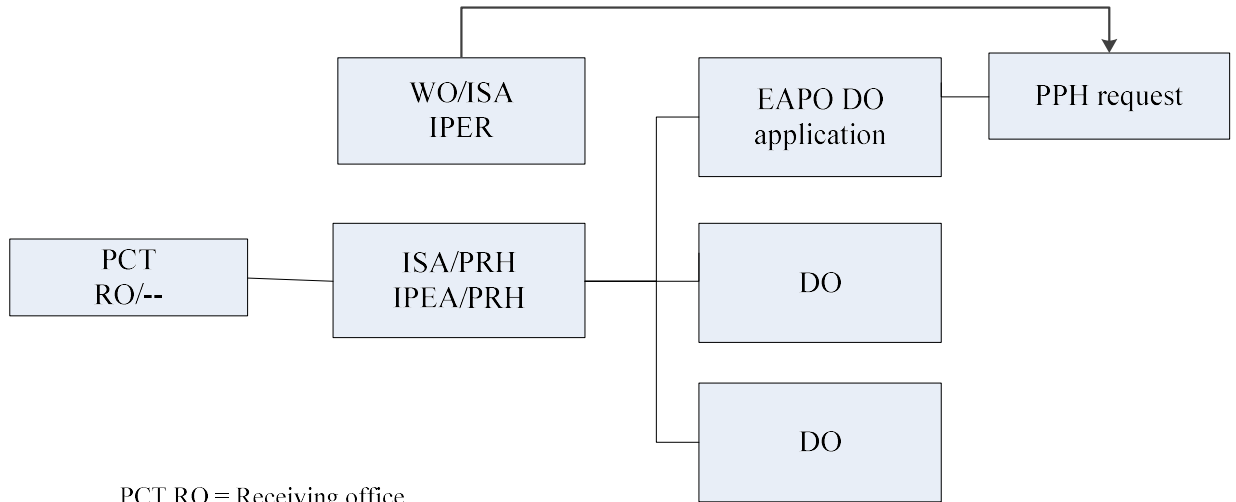 WO/ISA
IPER
EAPO DO
application
PPH request
PCT
RO/--
ISA/PRH
IPEA/PRH
DO
DO
PCT RO = Receiving office